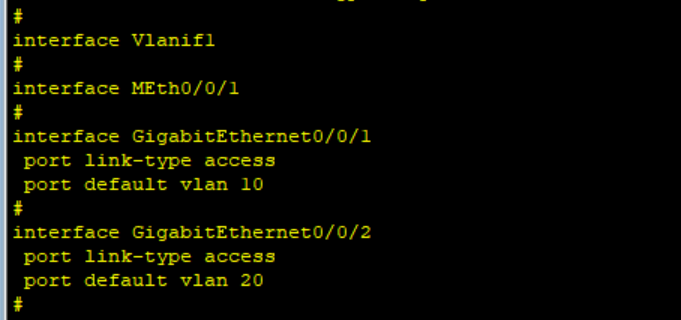 #
interface Vlanif1
#
interface MEth0/0/1
#
interface GigabitEthernet0/0/1
port link-type access
port default vlan 10
#
interface GigabitEthernet0/0/2
port link-type access
port default vlan 20
#